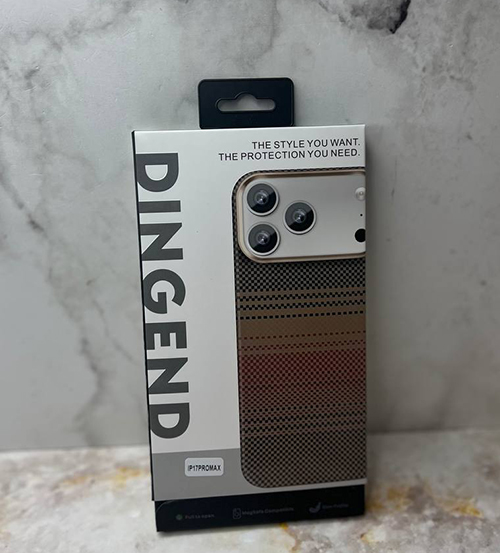 THE STYLE YOU WANT.
THE PROTECTION YOU NEED.
DINGEND
IP17PROMAX